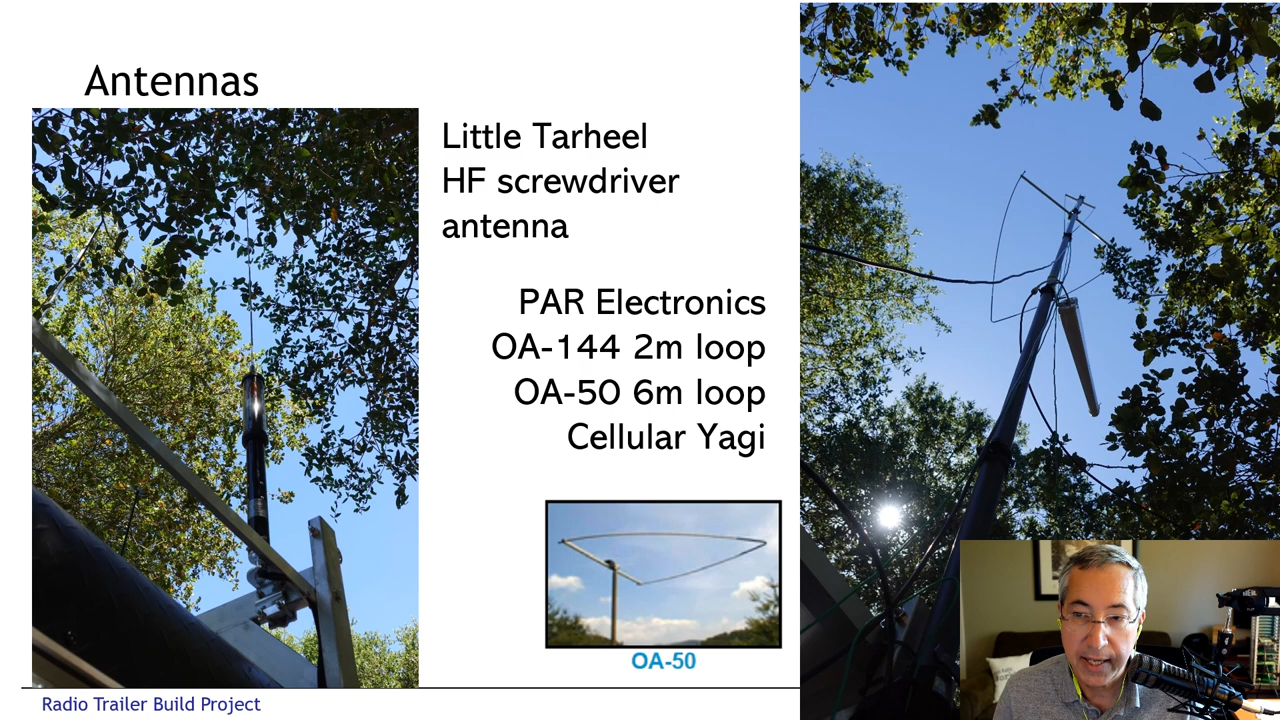 Antennas
Little Tarheel
HF screwdriver
antenna
PAR Electronics
OA-144 2m loop
OA-50 6m loop
Cellular Yagi
OA-50
Radio Trailer Build Project